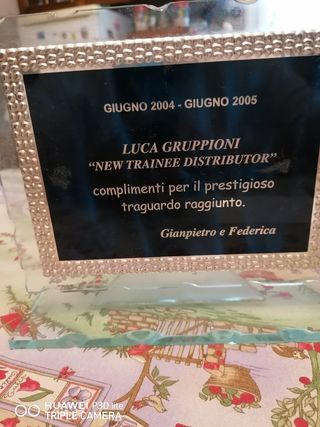 GIUGNO 2004 - GIUGNO 2005
LUCA GRUPPIONI
“NEW TRAINEE DISTRIBUTOR”
complimenti per il prestigioso
traguardo raggiunto.
Gianpietro e Federica
HUAWEI P30 lite
TRIPLE CAMERA